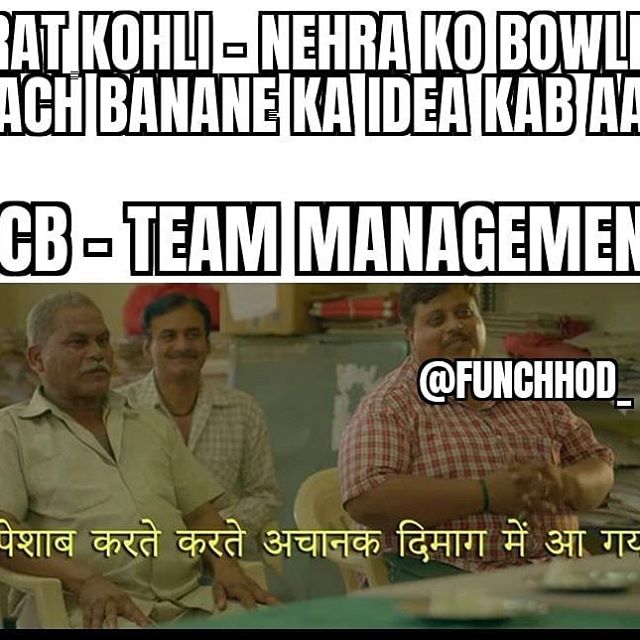 RAT KOHLI - NEHRA KO BOWLI
ACH BANANE KA IDEA KAB AA
CB - TEAM MANAGEMEN
@FUNCHHOD_
पेशाब करते करते अचानक दिमाग में आ गय